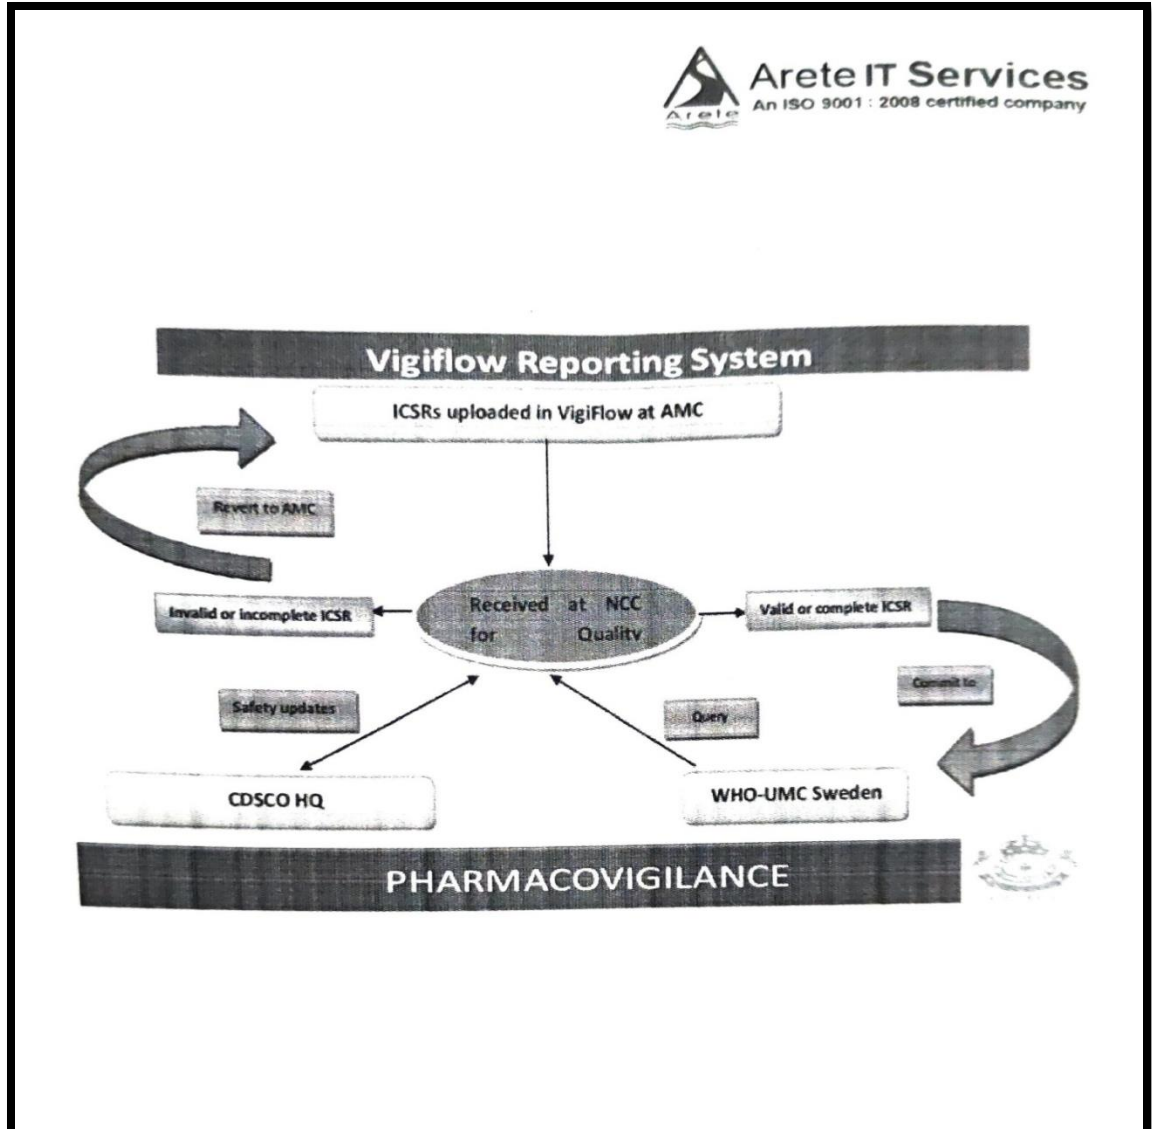 Arete IT Services
An ISO 9001 : 2008 certified company
Arete
Vigiflow Reporting System
ICSRs uploaded in VigiFlow at AMC
Revert to AMC
Received at NCC
for Quality
Invalid or incomplete ICSR
Valid or complete ICSR
Commit to
Safety updates
Query
CDSCO HQ
WHO-UMC Sweden
PHARMACOVIGILANCE